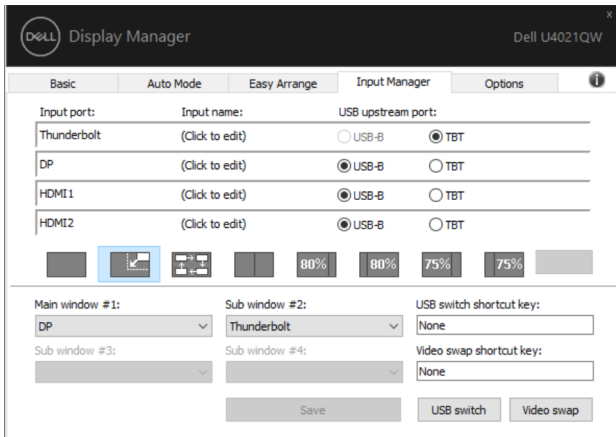 x
DELL Display Manager Dell U4021QW
Basic Auto Mode Easy Arrange Input Manager Options i
Input port: Input name: USB upstream port:
Thunderbolt (Click to edit) USB-B TBT
DP (Click to edit) USB-B TBT
HDMI1 (Click to edit) USB-B TBT
HDMI2 (Click to edit) USB-B TBT
80% 80% 75% 75%
Main window #1: Sub window #2: USB switch shortcut key:
DP Thunderbolt None
Sub window #3: Sub window #4: Video swap shortcut key:
None
Save USB switch Video swap